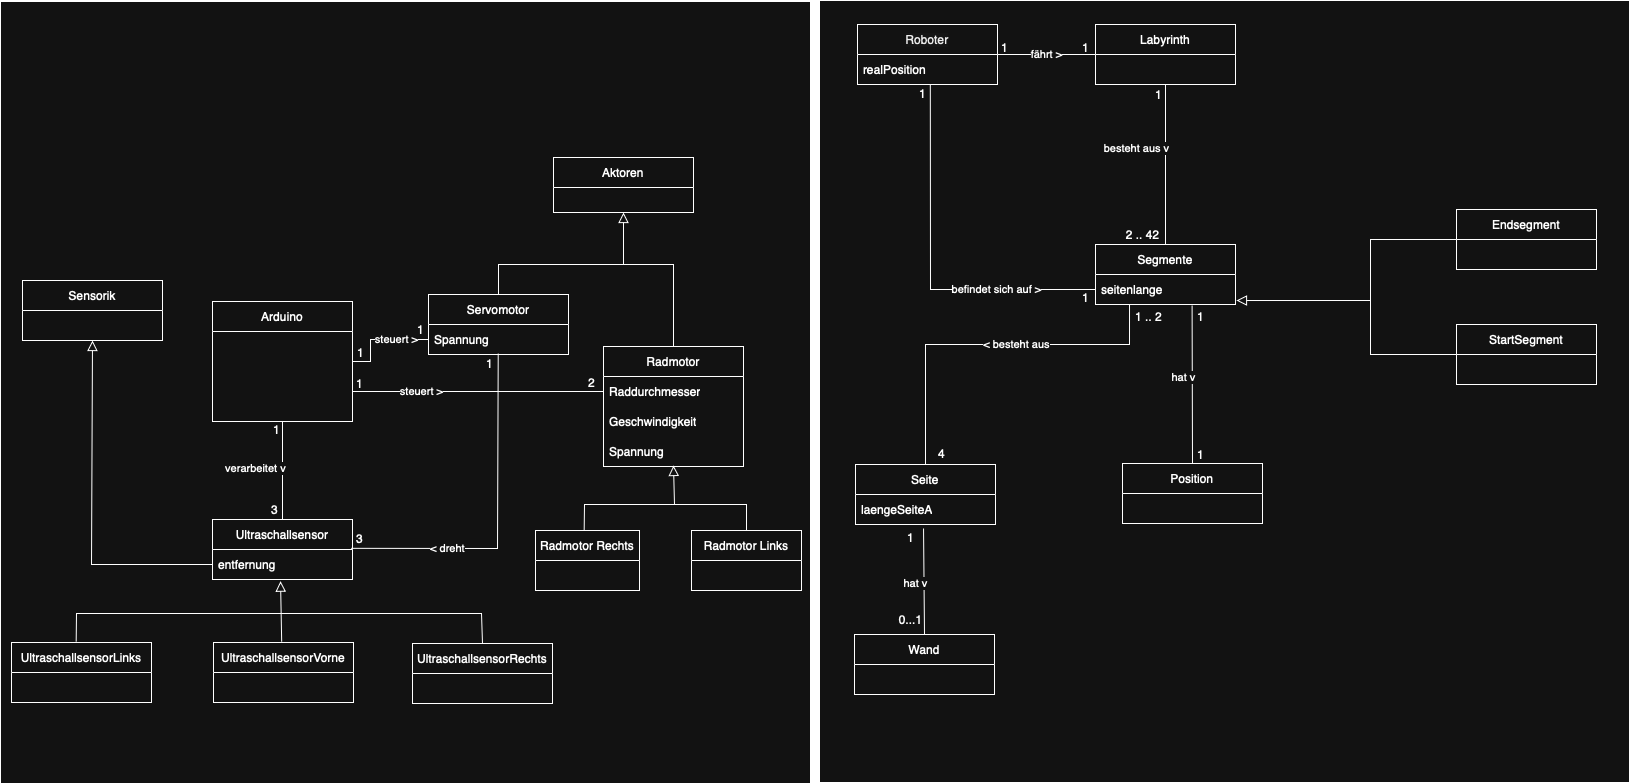 Aktoren
Sensorik
Arduino
Servomotor
Spannung
1
steuert >
1
1
Radmotor
Raddurchmesser
Geschwindigkeit
Spannung
1
steuert >
2
1
verarbeitet v
3
Ultraschallsensor
entfernung
3
< dreht
Radmotor Rechts
Radmotor Links
UltraschallsensorLinks
UltraschallsensorVorne
UltraschallsensorRechts
Roboter
realPosition
1
fährt >
1
Labyrinth
1
1
besteht aus v
2 .. 42
Segmente
seitenlange
befindet sich auf >
1
Endsegment
StartSegment
1 .. 2
1
< besteht aus
hat v
4
1
Seite
laengeSeiteA
Position
1
hat v
0...1
Wand